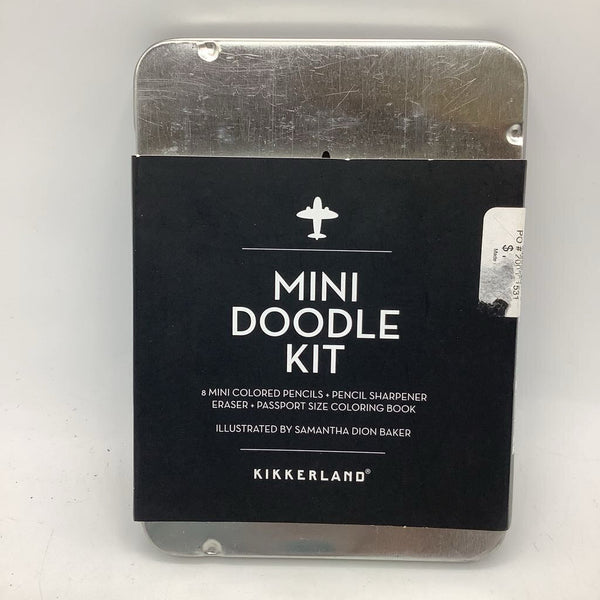 MINI
DOODLE
KIT
8 MINI COLORED PENCILS + PENCIL SHARPENER
ERASER + PASSPORT SIZE COLORING BOOK
ILLUSTRATED BY SAMANTHA DION BAKER
KIKKERLAND®
PO #
$